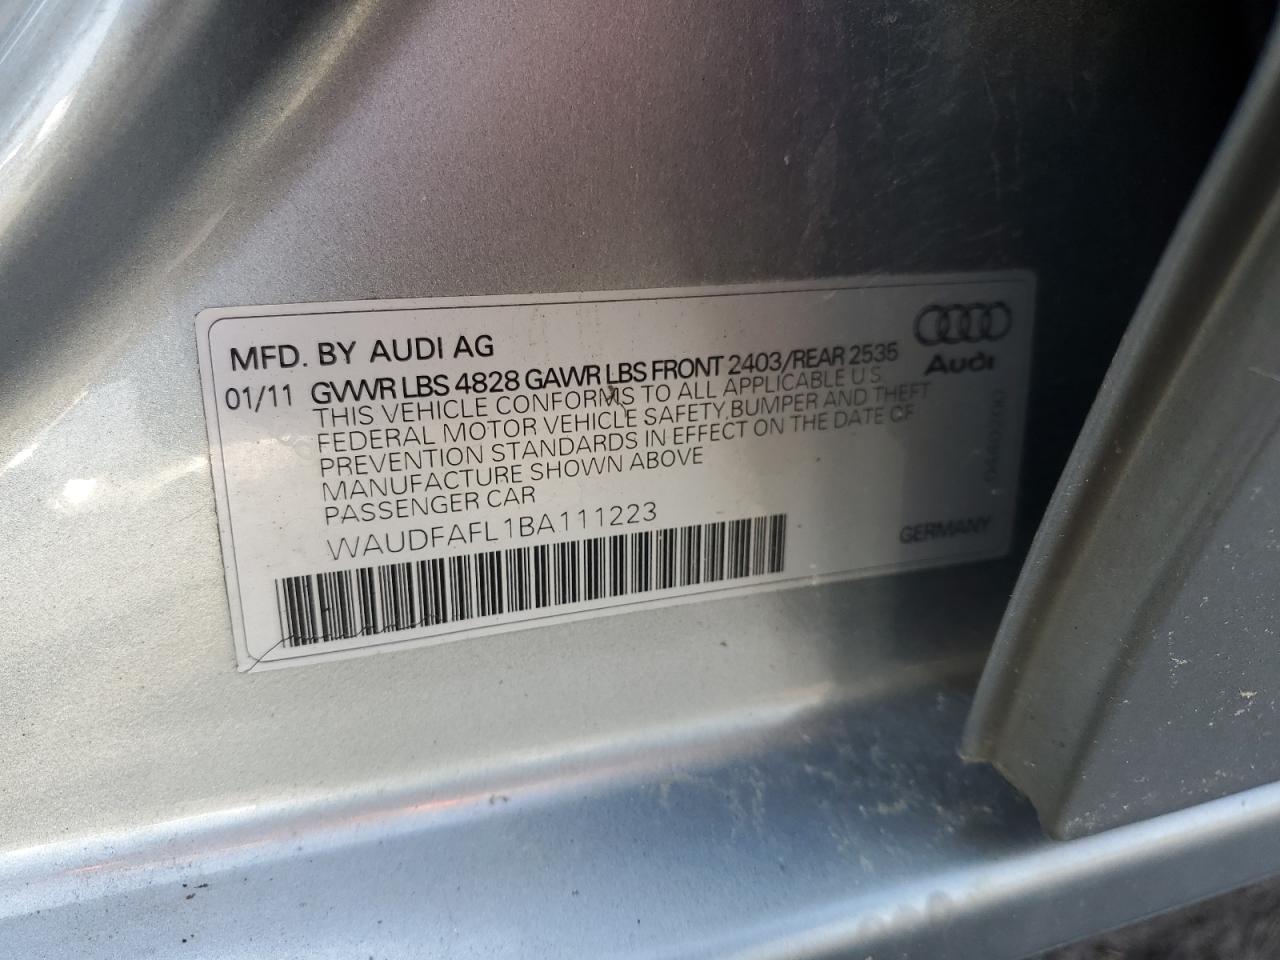 MFD. BY AUDI AG
01/11 GVWR LBS 4828 GAWR LBS FRONT 2403/REAR 2535
THIS VEHICLE CONFORMS TO ALL APPLICABLE U.S.
FEDERAL MOTOR VEHICLE SAFETY, BUMPER AND THEFT
PREVENTION STANDARDS IN EFFECT ON THE DATE OF
MANUFACTURE SHOWN ABOVE
PASSENGER CAR
WAUDFAFL1BA111223
Audi
GERMANY